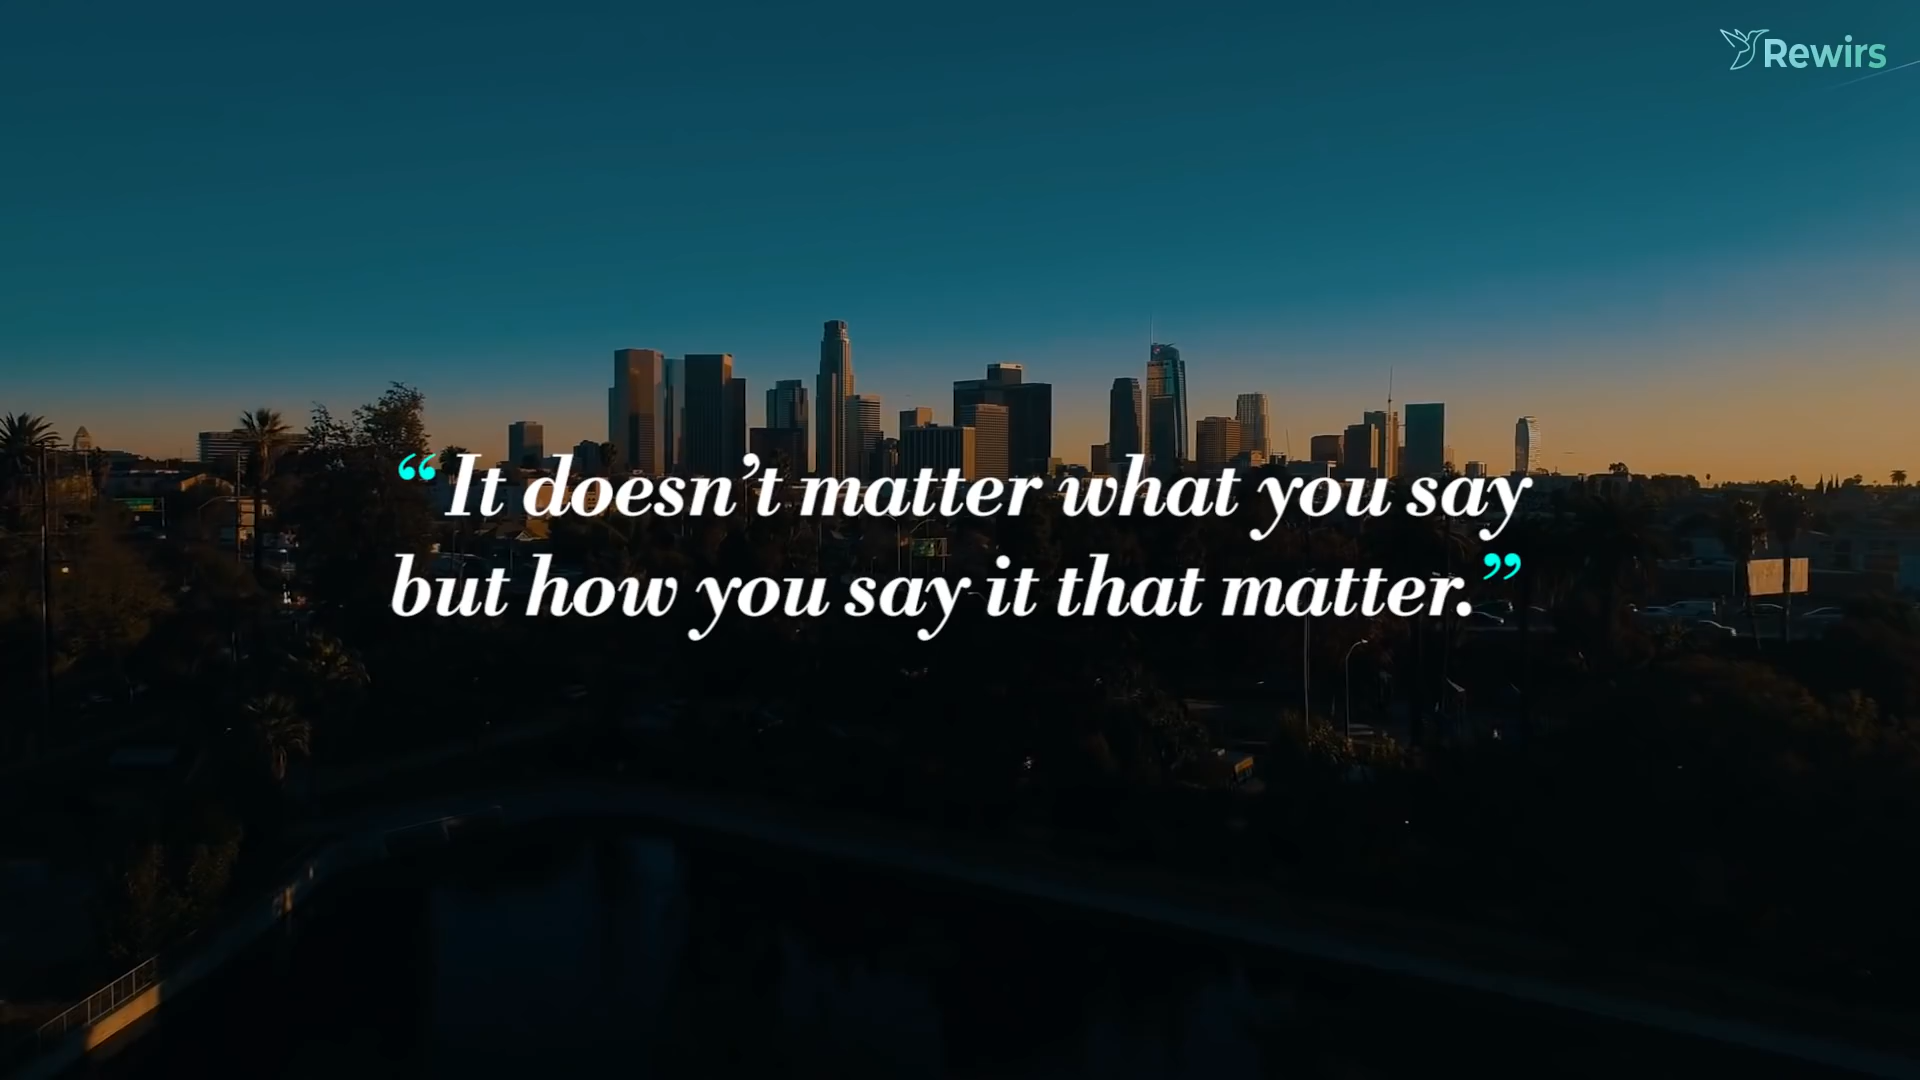 Rewirs
“It doesn’t matter what you say
but how you say it that matter.”